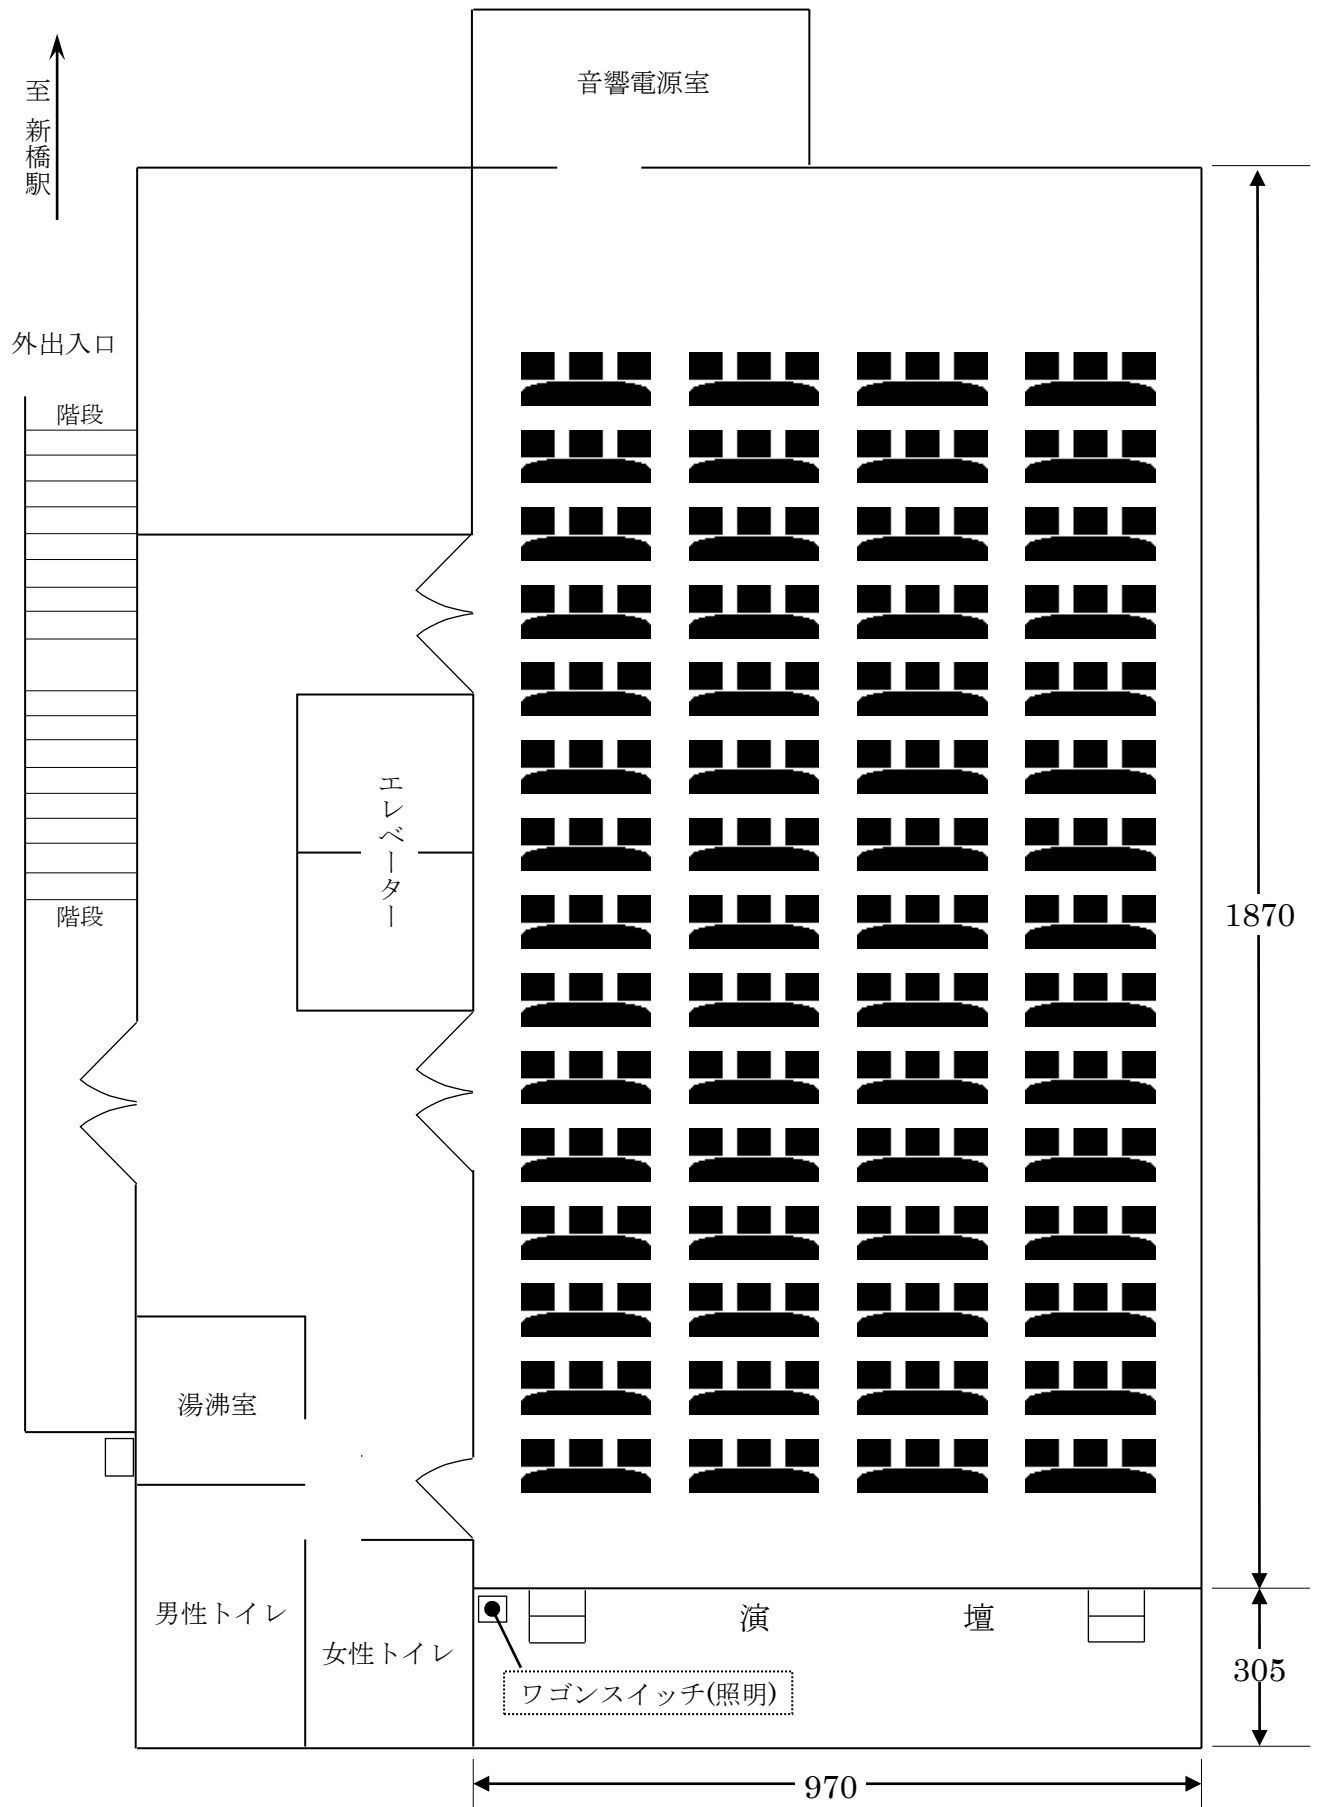 音響電源室
至 新橋駅
外出入口
階段
エレベーター
階段
1870
湯沸室
男性トイレ
女性トイレ
演 壇
ワゴンスイッチ(照明)
305
970